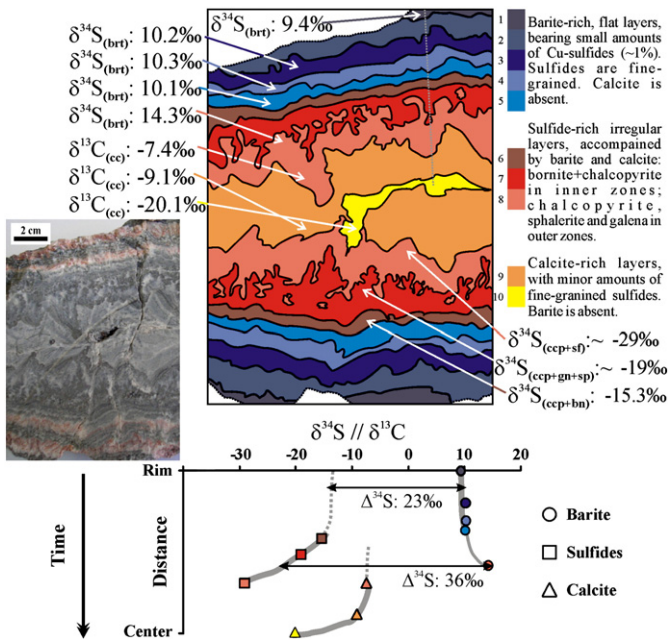 δ³⁴S(brt): 9.4‰
δ³⁴S(brt): 10.2‰
δ³⁴S(brt): 10.3‰
δ³⁴S(brt): 10.1‰
δ³⁴S(brt): 14.3‰
δ¹³C(cc): -7.4‰
δ¹³C(cc): -9.1‰
δ¹³C(cc): -20.1‰
2 cm
1
2
3
4
5
6
7
8
9
10
Barite-rich, flat layers,
bearing small amounts
of Cu-sulfides (~1%).
Sulfides are fine-
grained. Calcite is
absent.
Sulfide-rich irregular
layers, accompained
by barite and calcite:
bornite+chalcopyrite
in inner zones;
chalcopyrite,
sphalerite and galena in
outer zones.
Calcite-rich layers,
with minor amounts of
fine-granined sulfides.
Barite is absent.
δ³⁴S(ccp+sf):~ -29‰
δ³⁴S(ccp+gn+sp):~ -19‰
δ³⁴S(ccp+bn): -15.3‰
δ³⁴S // δ¹³C
-30 -20 -10 0 10 20
Rim
Center
Distance
Time
Δ³⁴S: 23‰
Δ³⁴S: 36‰
Barite
Sulfides
Calcite